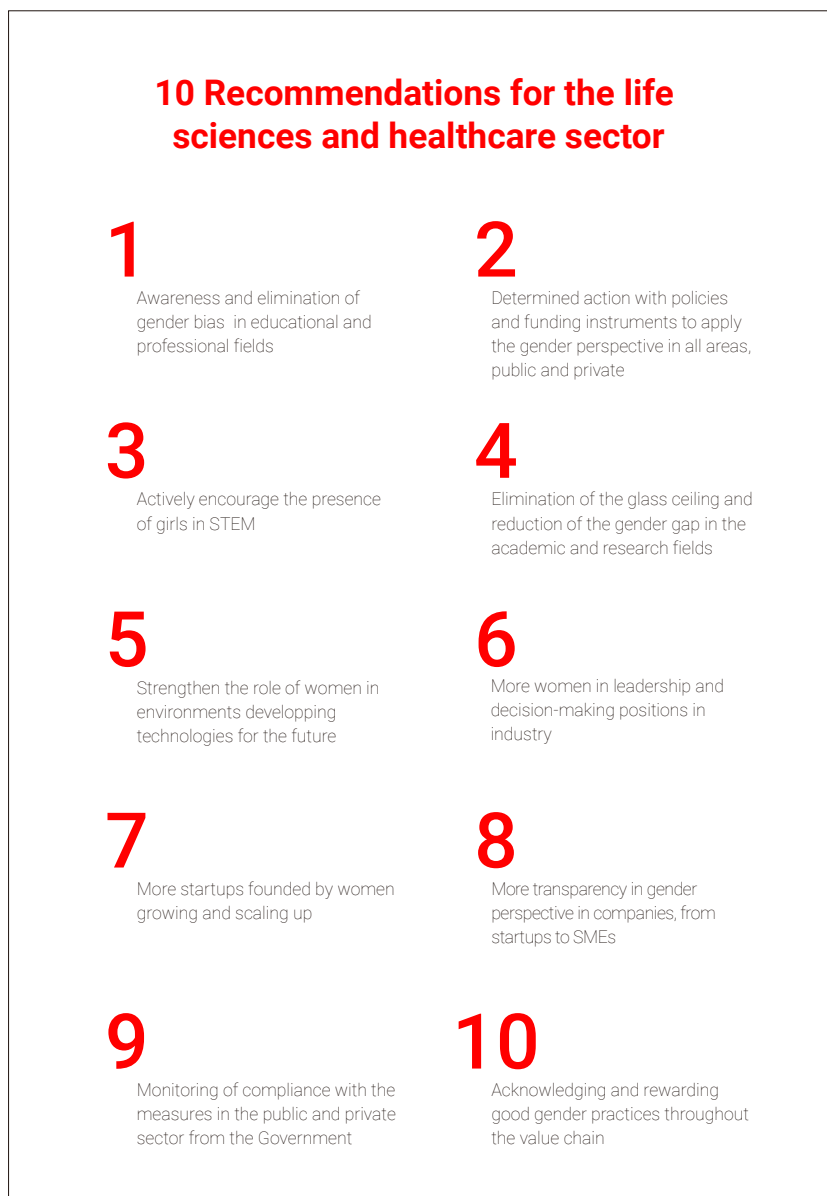 10 Recommendations for the life
sciences and healthcare sector
1
Awareness and elimination of
gender bias  in educational and
professional fields
2
Determined action with policies
and funding instruments to apply
the gender perspective in all areas,
public and private
3
Actively encourage the presence
of girls in STEM
4
Elimination of the glass ceiling and
reduction of the gender gap in the
academic and research fields
5
Strengthen the role of women in
environments developping
technologies for the future
6
More women in leadership and
decision-making positions in
industry
7
More startups founded by women
growing and scaling up
8
More transparency in gender
perspective in companies, from
startups to SMEs
9
Monitoring of compliance with the
measures in the public and private
sector from the Government
10
Acknowledging and rewarding
good gender practices throughout
the value chain